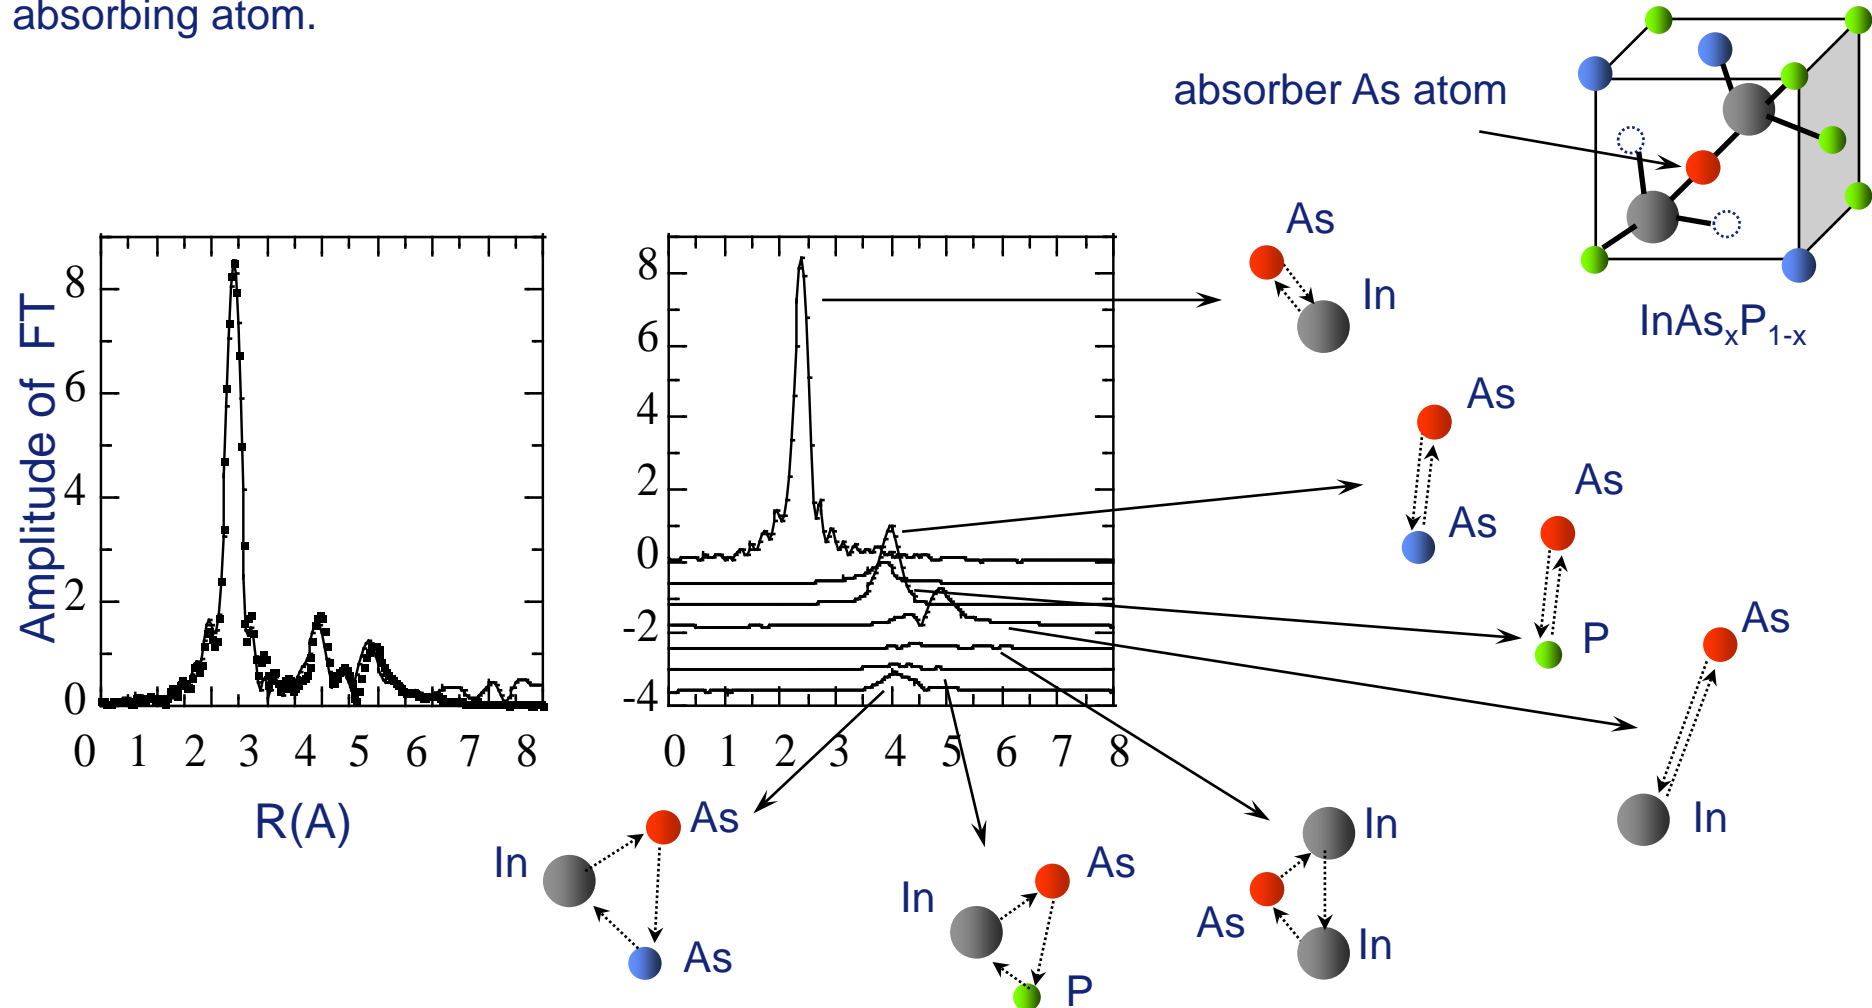 absorbing atom.
absorber As atom
InAsxP1-x
Amplitude of FT
8
6
4
2
0
0 1 2 3 4 5 6 7 8
R(A)
8
6
4
2
0
-2
-4
0 1 2 3 4 5 6 7 8
As
In
As
As
As
P
As
In
In
As
As
In
As
P
In
As
In